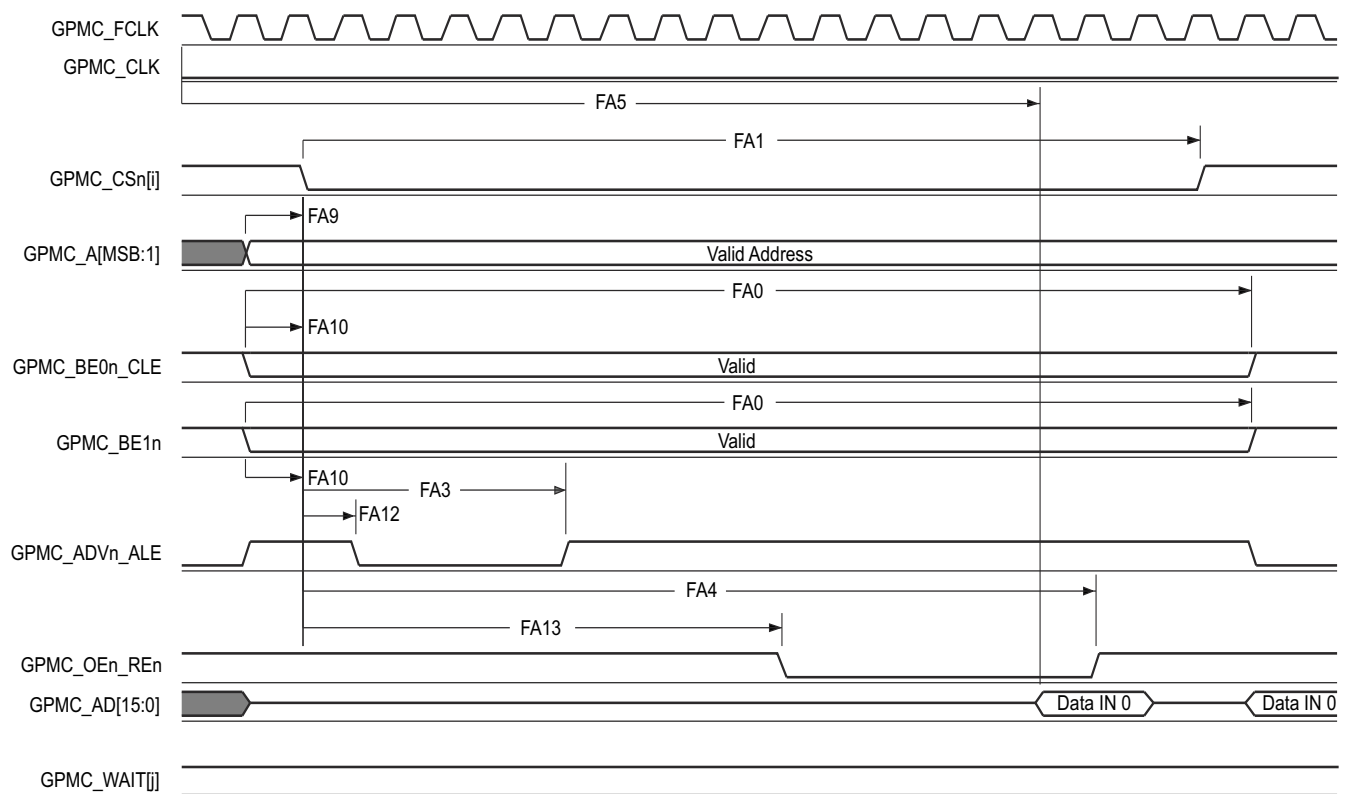 GPMC_FCLK
GPMC_CLK
FA5
FA1
GPMC_CSn[i]
FA9
GPMC_A[MSB:1]
Valid Address
FA0
FA10
GPMC_BE0n_CLE
Valid
FA0
GPMC_BE1n
Valid
FA10
FA3
FA12
GPMC_ADVn_ALE
FA4
FA13
GPMC_OEn_REn
GPMC_AD[15:0]
Data IN 0
Data IN 0
GPMC_WAIT[j]